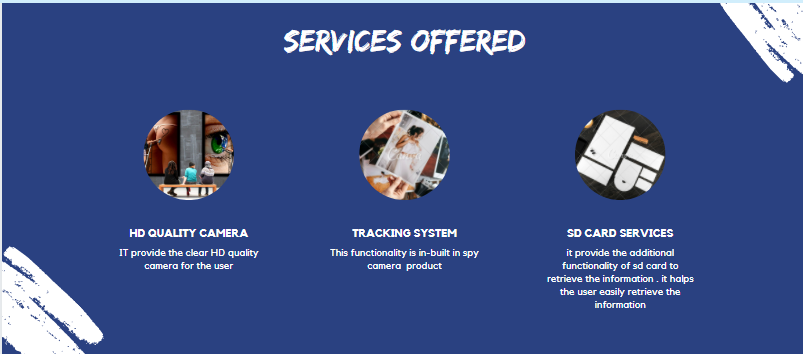 SERVICES OFFERED
HD QUALITY CAMERA
IT provide the clear HD quality
camera for the user
TRACKING SYSTEM
This functionality is in-built in spy
camera product
SD CARD SERVICES
it provide the additional
functionality of sd card to
retrieve the information . it halps
the user easily retrieve the
information